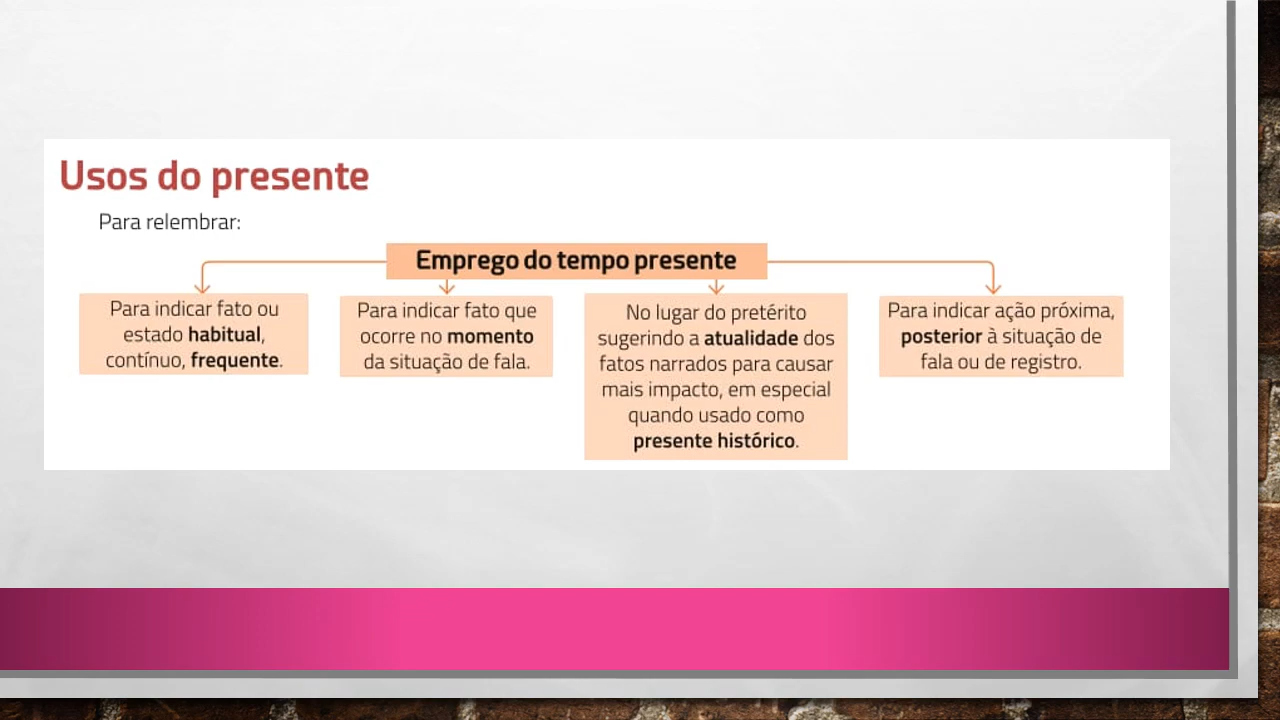 Usos do presente
Para relembrar:
Emprego do tempo presente
Para indicar fato ou
estado habitual,
contínuo, frequente.
Para indicar fato que
ocorre no momento
da situação de fala.
No lugar do pretérito
sugerindo a atualidade dos
fatos narrados para causar
mais impacto, em especial
quando usado como
presente histórico.
Para indicar ação próxima,
posterior à situação de
fala ou de registro.